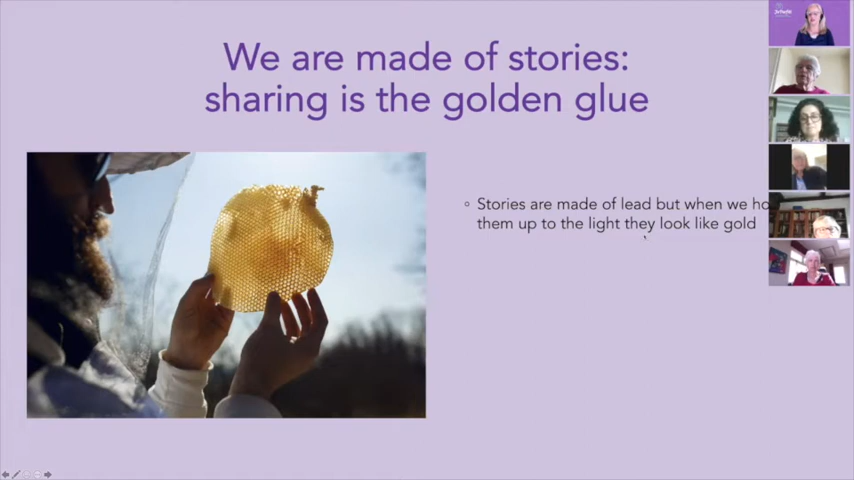 We are made of stories:
sharing is the golden glue
Stories are made of lead but when we ho
them up to the light they look like gold